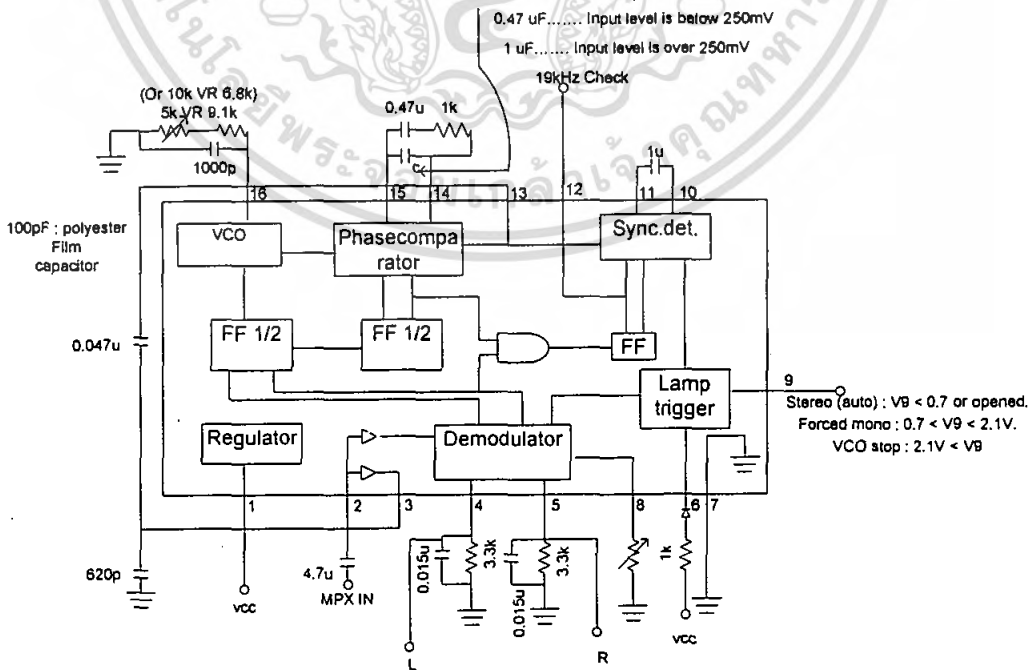 0.47 uF....... Input level is below 250mV
1 uF....... Input level is over 250mV
19kHz Check
(Or 10k VR 6.8k)
5k VR 9.1k
1000p
0.47u
1k
C
1u
16
15
14
13
12
11
10
100pF : polyester
Film
capacitor
VCO
Phasecompa
rator
Sync.det.
0.047u
FF 1/2
FF 1/2
FF
Lamp
trigger
9
Stereo (auto) : V9 < 0.7 or opened.
Forced mono : 0.7 < V9 < 2.1V.
VCO stop : 2.1V < V9
Regulator
Demodulator
1
2
3
4
5
8
6
7
620p
vcc
4.7u
MPX IN
0.015u
3.3k
0.015u
3.3k
1k
vcc
L
R